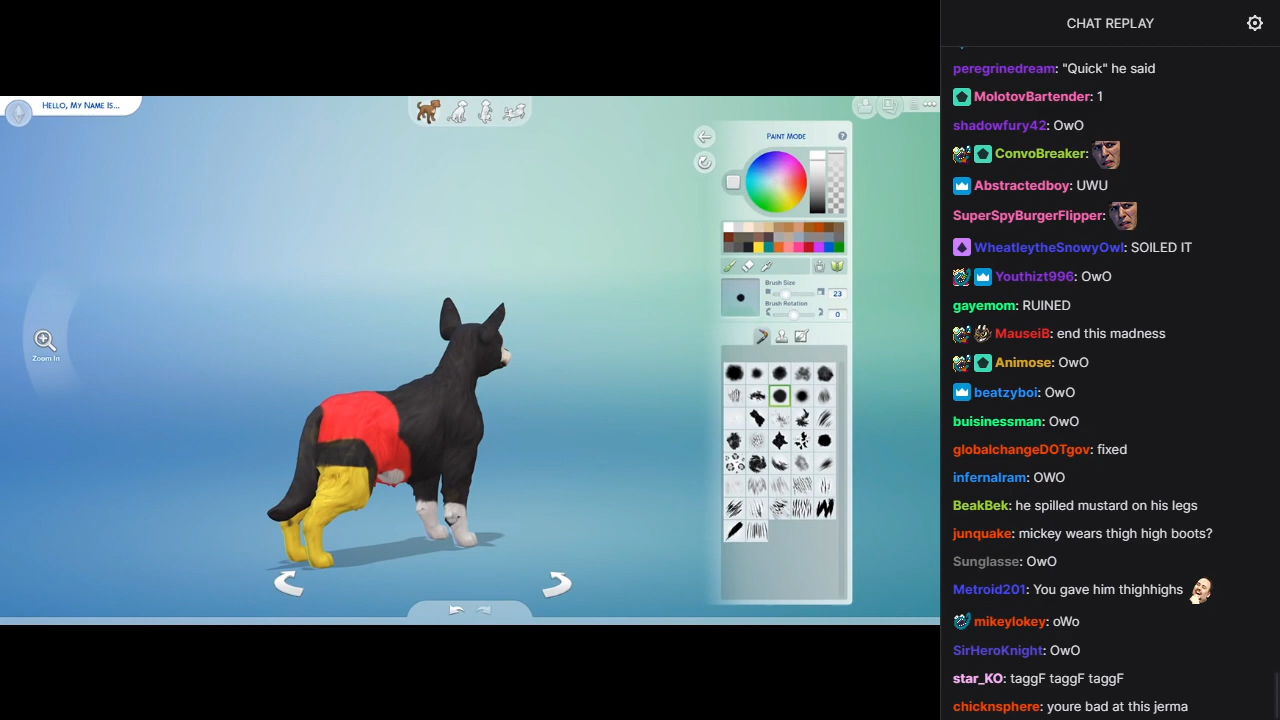 HELLO, MY NAME IS...
Zoom In
PAINT MODE
?
Brush Size
23
Brush Rotation
0
CHAT REPLAY
peregrinedream: "Quick" he said
MolotovBartender: 1
shadowfury42: OwO
ConvoBreaker:
Abstractedboy: UWU
SuperSpyBurgerFlipper:
WheatleytheSnowyOwl: SOILED IT
Youthizt996: OwO
gayemom: RUINED
MauseiB: end this madness
Animose: OwO
beatzyboi: OwO
buisinessman: OwO
globalchangeDOTgov: fixed
infernalram: OWO
BeakBek: he spilled mustard on his legs
junquake: mickey wears thigh high boots?
Sunglasse: OwO
Metroid201: You gave him thighhighs
mikeylokey: oWo
SirHeroKnight: OwO
star_KO: taggF taggF taggF
chicknsphere: youre bad at this jerma